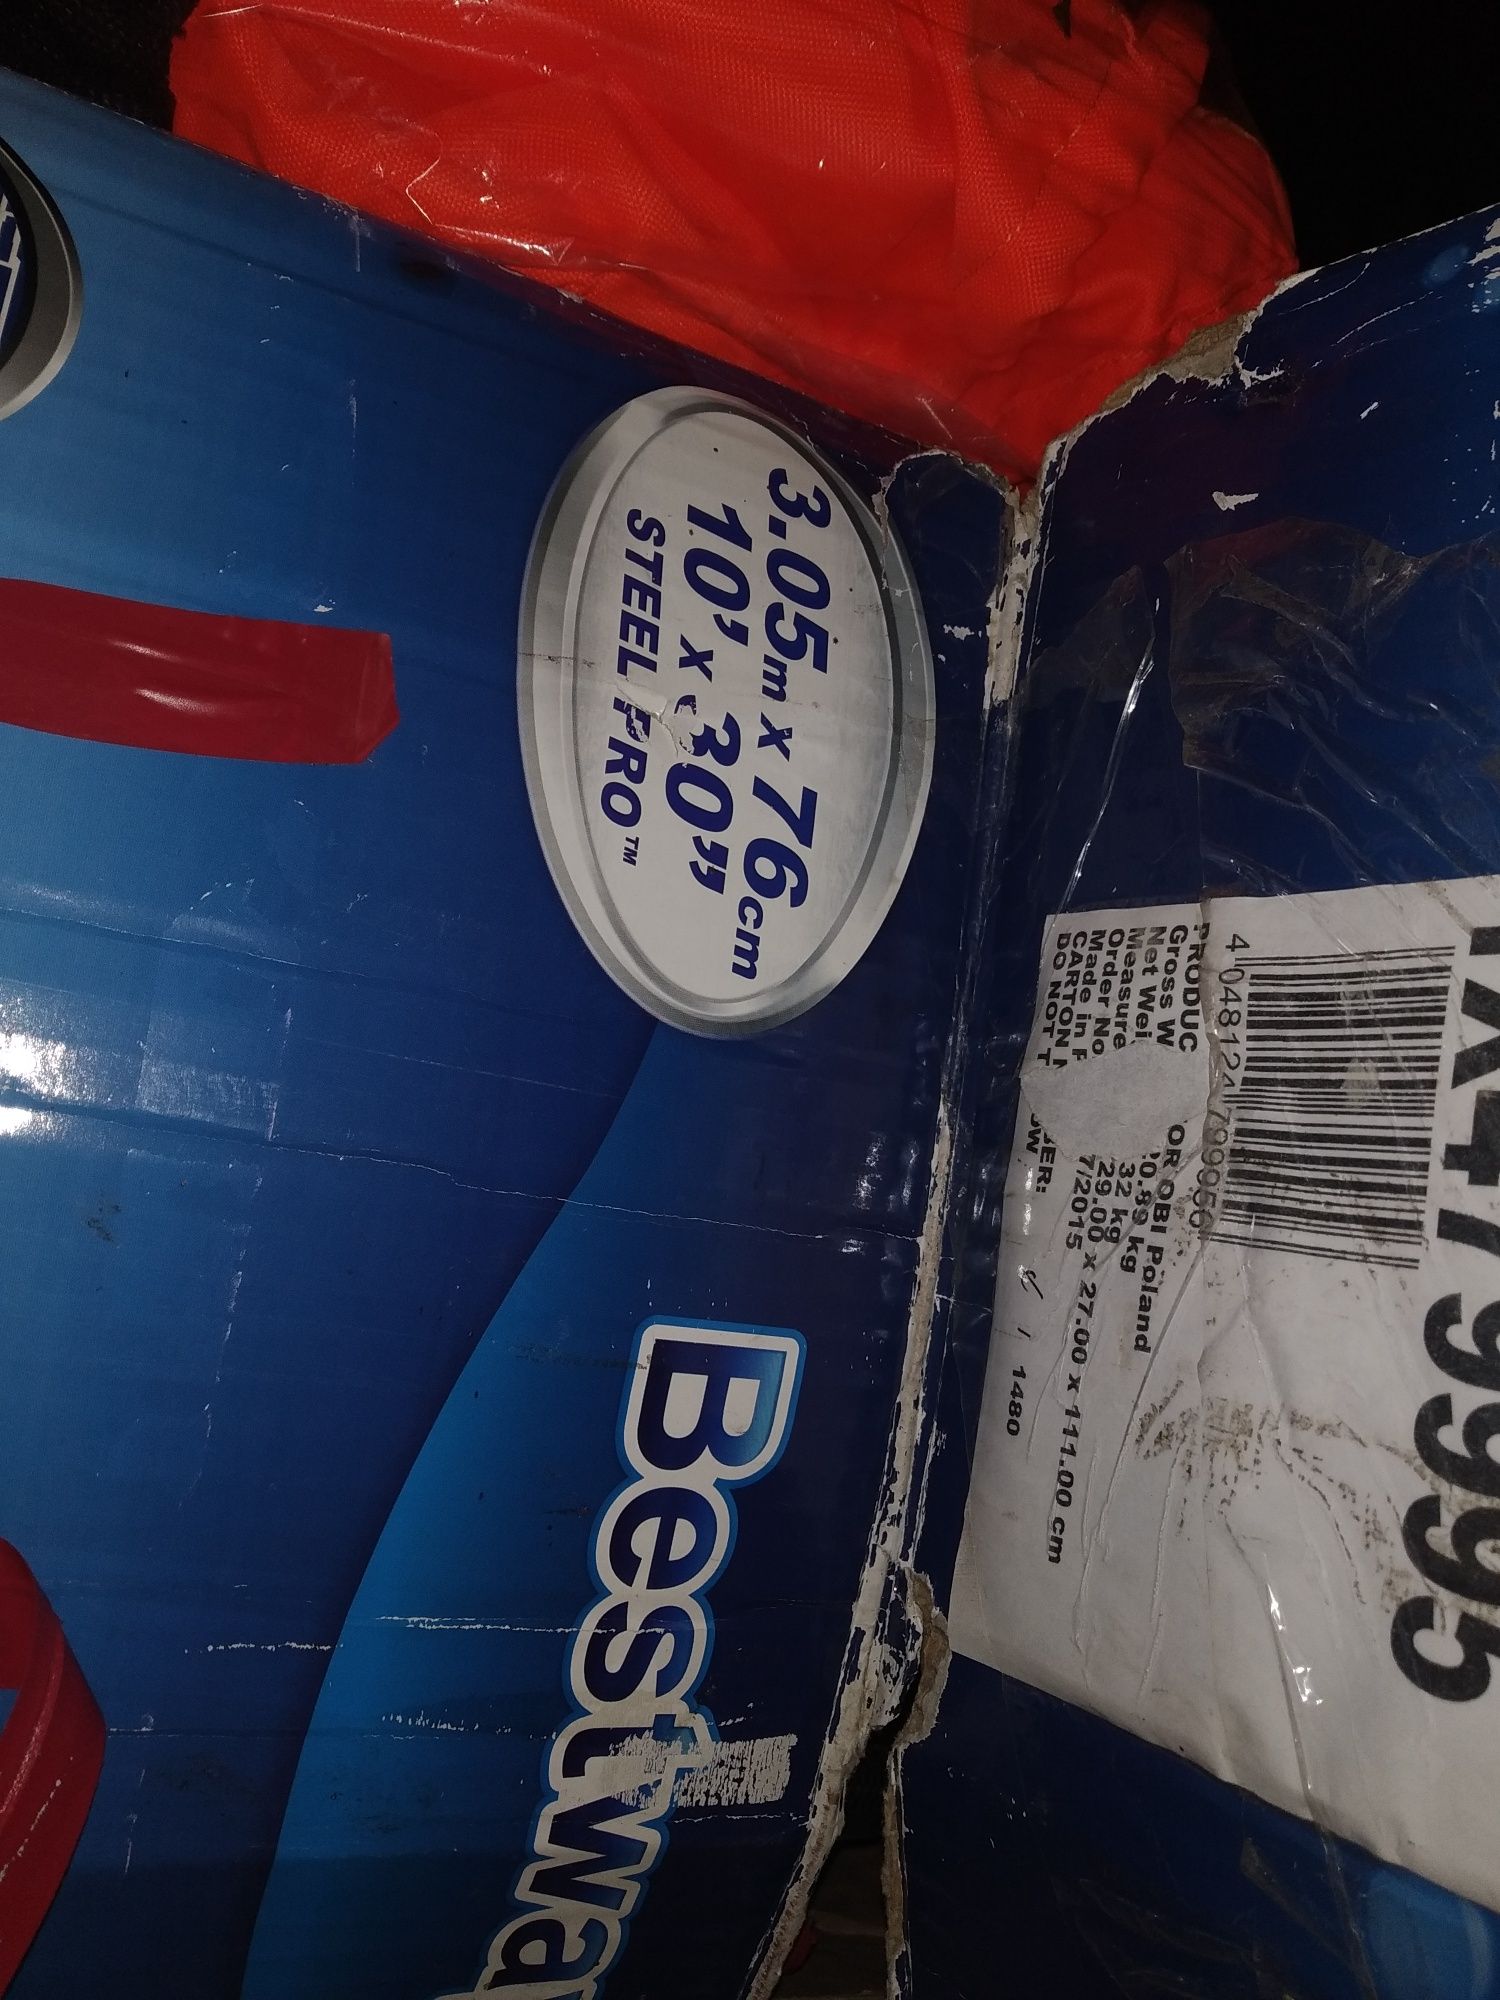 3.05m x 76cm
10' x 30"
STEEL PRO™
Bestwa
4 048124 799956
PRODUC OR OBI Poland
Gross W 0.89 kg
Net Wei 32 kg
Measure 29.00 x 27.00 x 111.00 cm
Order No 7/2015
Made in
CARTON
DO NOT T
1480